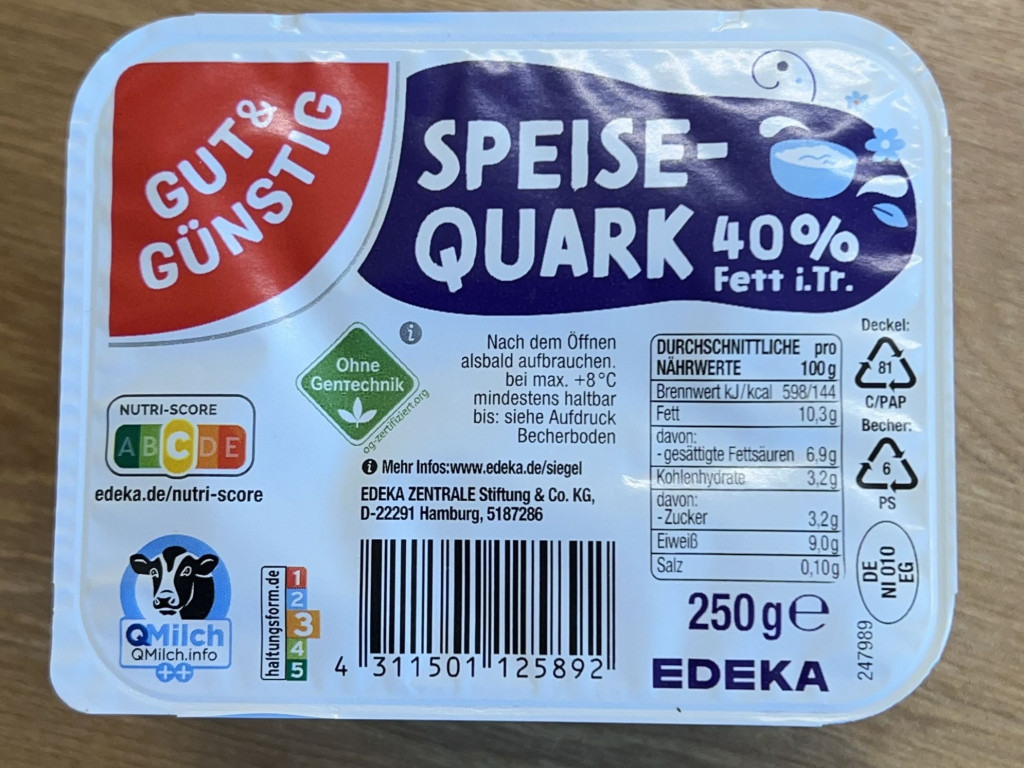 GUT&
GÜNSTIG
SPEISE-
QUARK 40%
Fett i.Tr.
Ohne
GenTechnik
og-zertifiziert.org
i
Nach dem Öffnen
alsbald aufbrauchen.
bei max. +8°C
mindestens haltbar
bis: siehe Aufdruck
Becherboden
i Mehr Infos:www.edeka.de/siegel
EDEKA ZENTRALE Stiftung & Co. KG,
D-22291 Hamburg, 5187286
NUTRI-SCORE
A B C D E
edeka.de/nutri-score
QMilch
QMilch.info
++
haltungsform.de
1
2
3
4
5
4 311501 125892
DURCHSCHNITTLICHE pro
NÄHRWERTE 100 g
Brennwert kJ/kcal 598/144
Fett 10,3g
davon:
-gesättigte Fettsäuren 6,9g
Kohlenhydrate 3,2g
davon:
-Zucker 3,2g
Eiweiß 9,0g
Salz 0,10g
250 g e
EDEKA
Deckel:
81
C/PAP
Becher:
6
PS
DE
NI 010
EG
247989